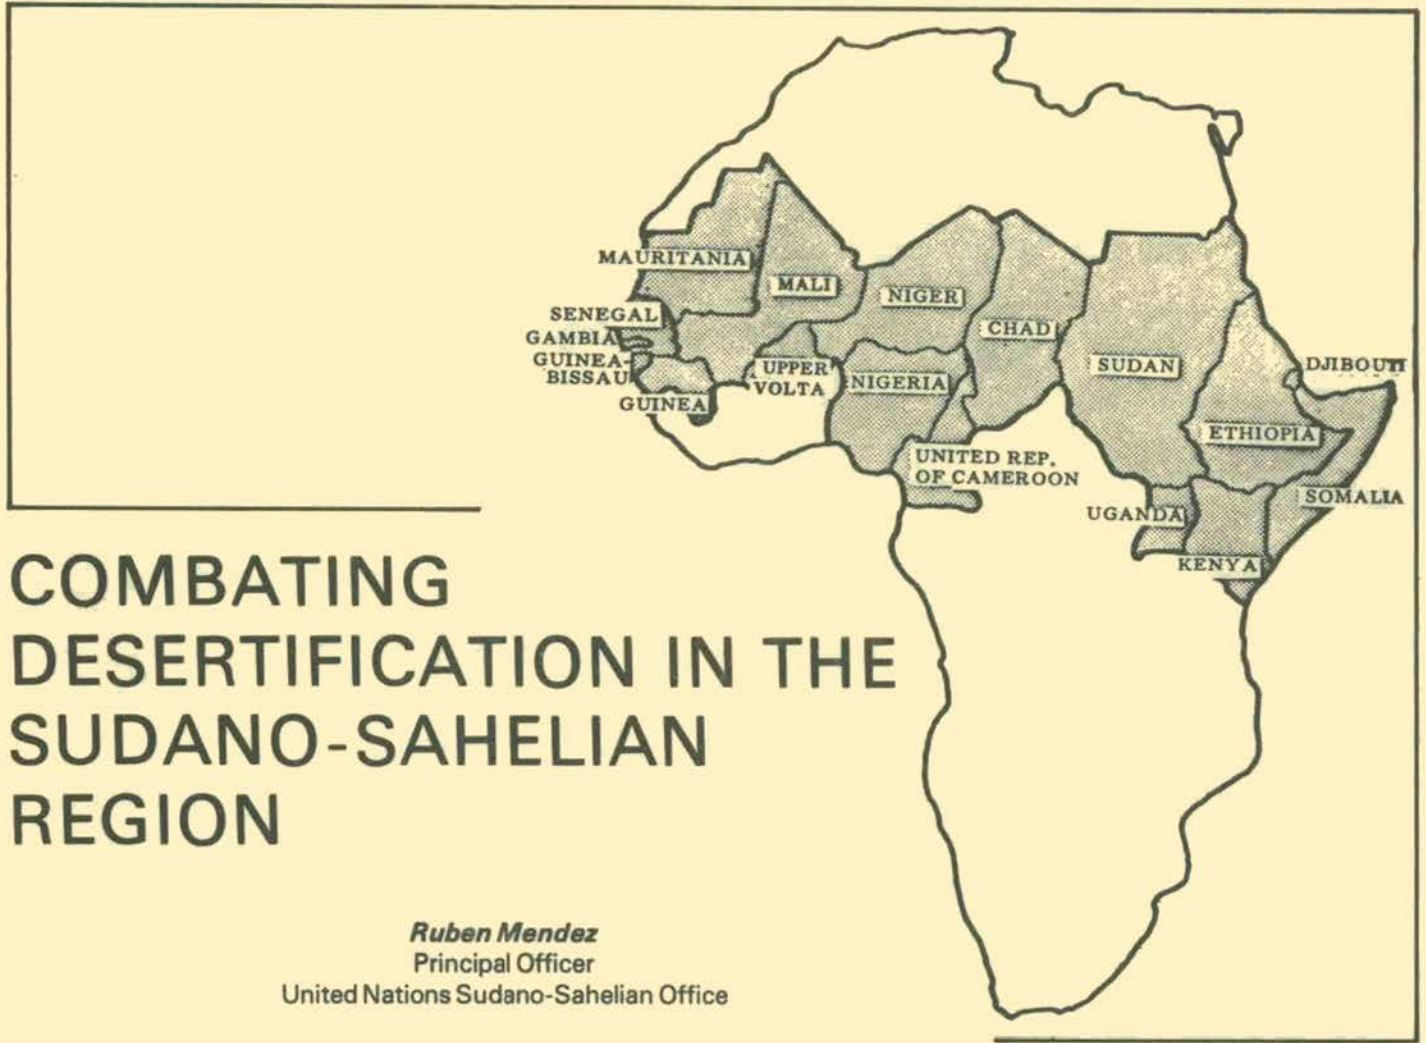 MAURITANIA
MALI
NIGER
SENEGAL
GAMBIA
CHAD
GUINEA-
BISSAU
UPPER
VOLTA
NIGERIA
SUDAN
DJIBOUTI
GUINEA
ETHIOPIA
UNITED REP.
OF CAMEROON
SOMALIA
UGANDA
KENYA
COMBATING
DESERTIFICATION IN THE
SUDANO-SAHELIAN
REGION
Ruben Mendez
Principal Officer
United Nations Sudano-Sahelian Office